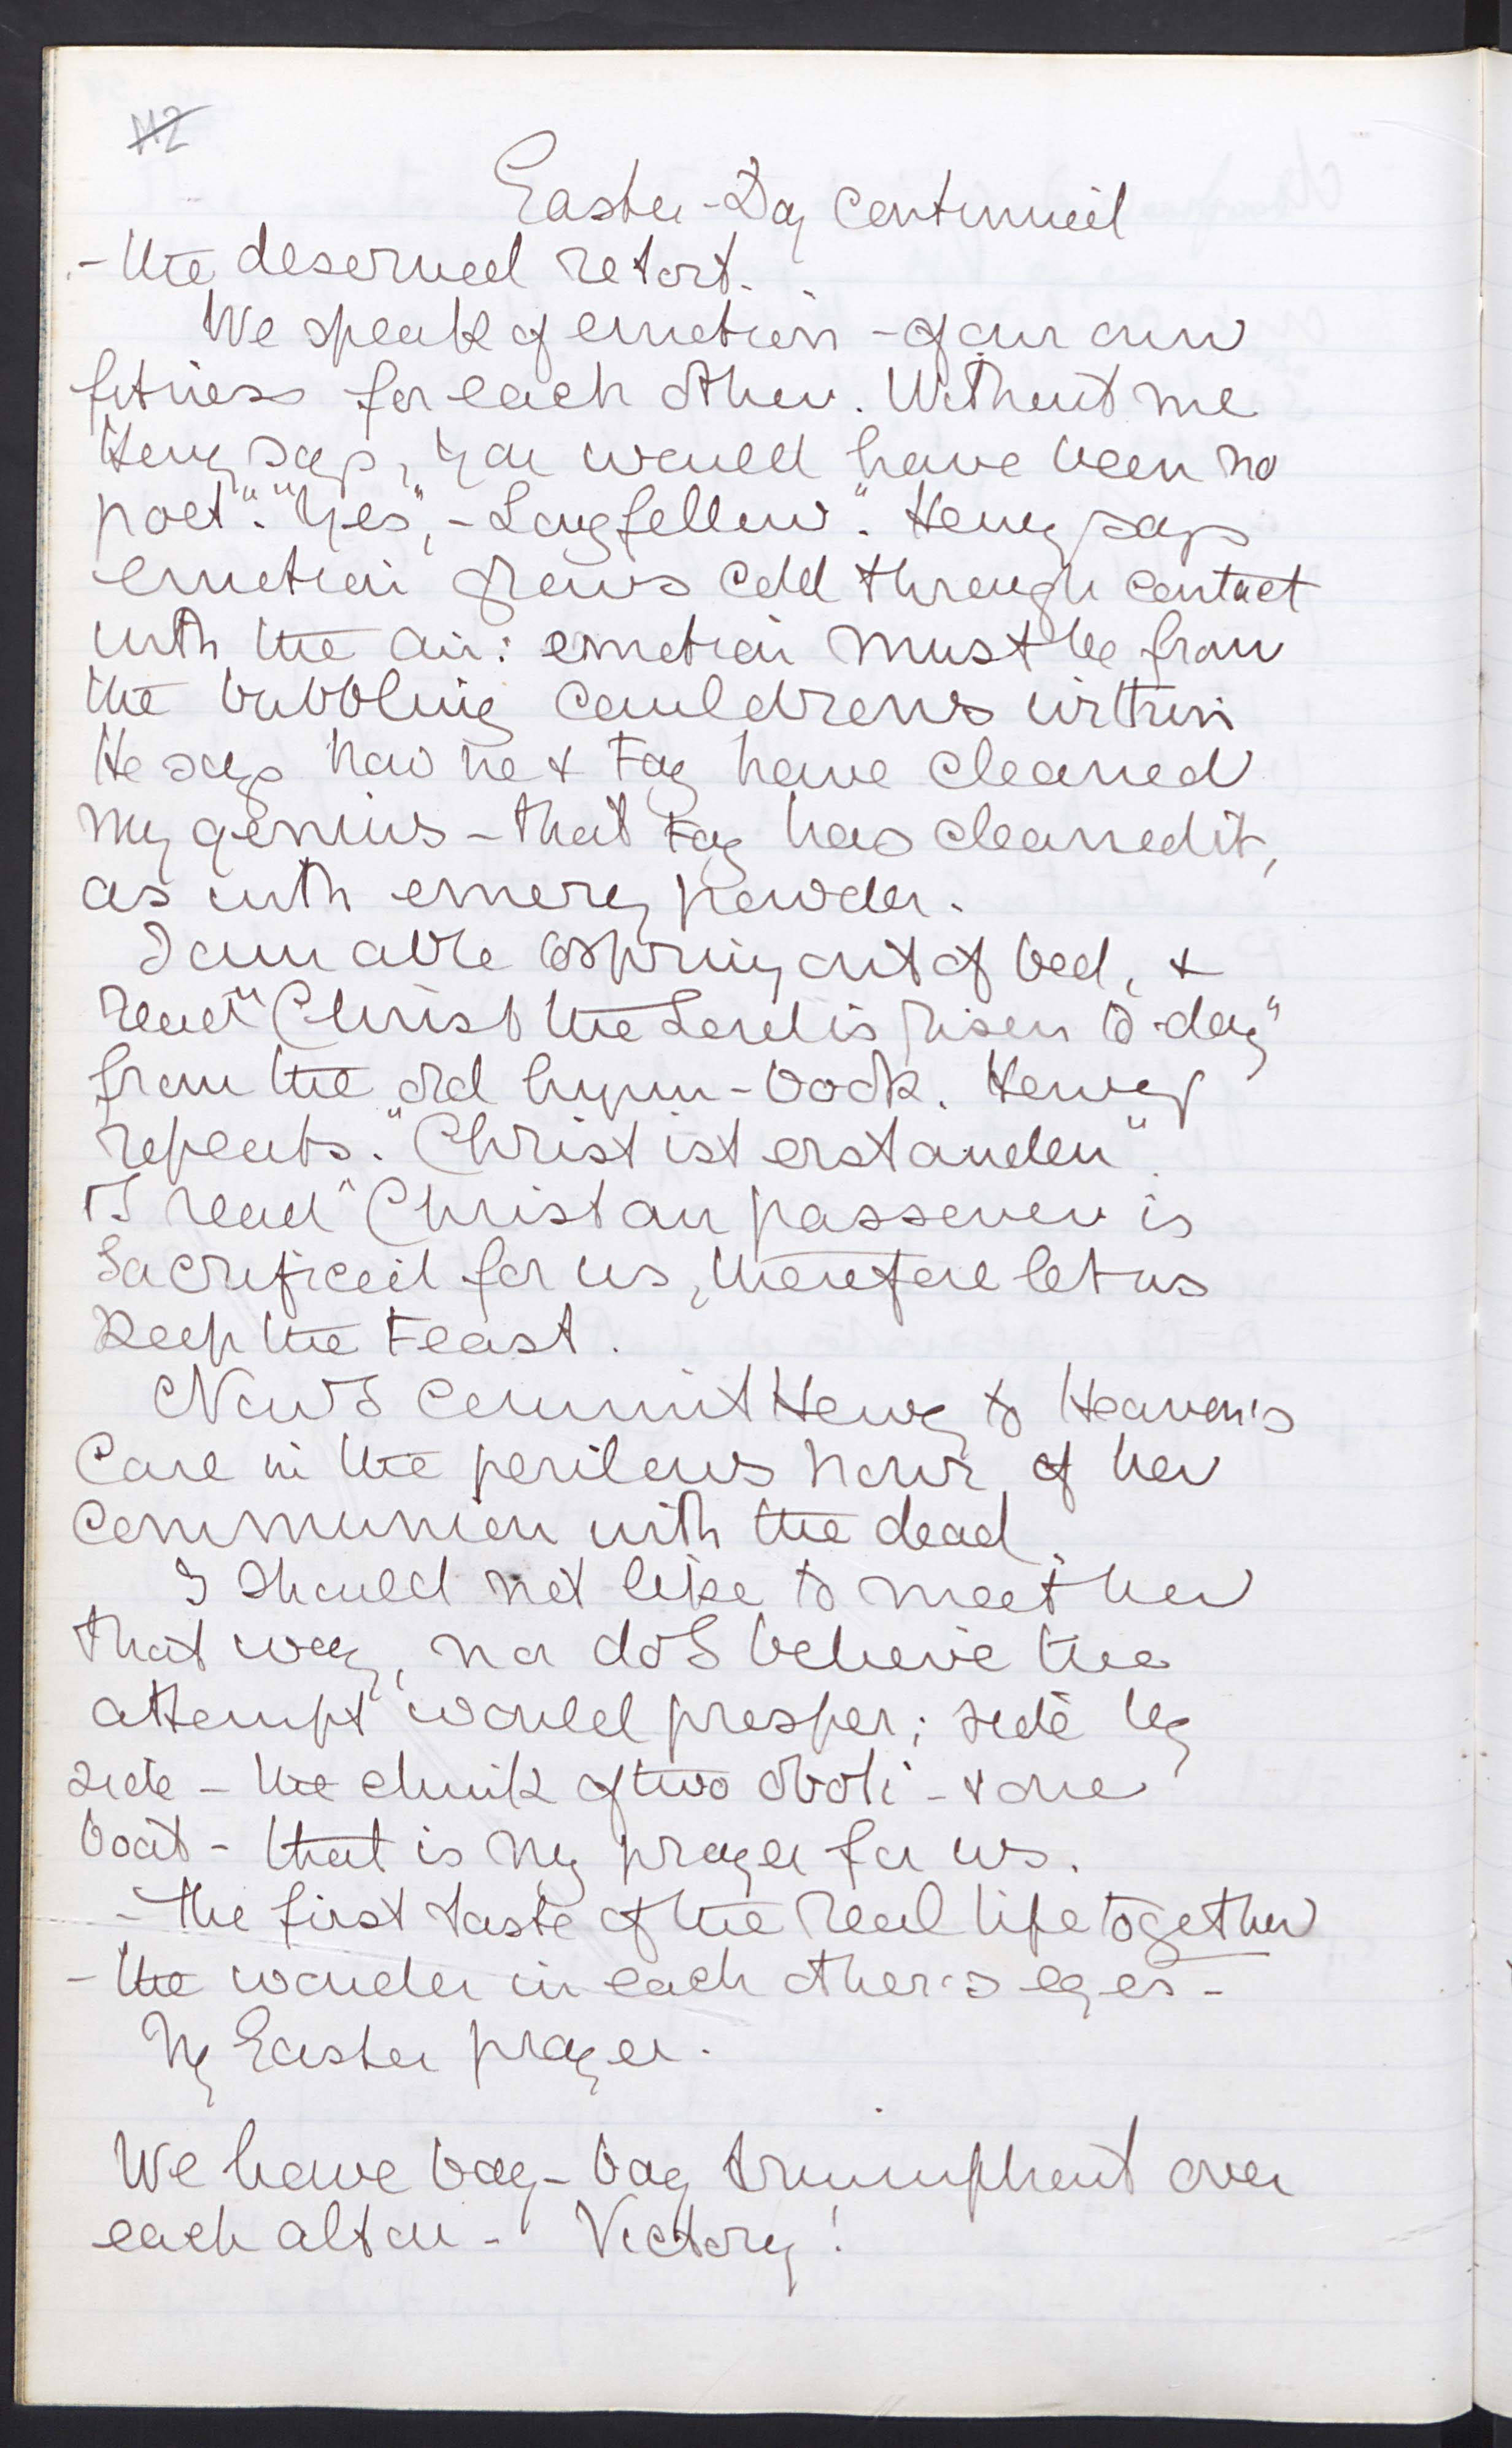 112
Easter-Day continued
- the deserved retort.
We speak of emotion - of our own
fitness for each other. Without me
Henry says, you would have been no
poet". "Yes", - Longfellow". Henry says
emotion grows cold through contact
with the air: emotion must be from
the bubbling cauldrons within
He says how he & Fay have cleaned
my genius - that Fay has cleaned it,
as with emery powder.
I am able to spring out of bed, &
read "Christ the Lord is risen to-day"
from the old hymn-book. Henry
repeats. "Christ ist erstanden".
I read "Christ our passover is
Sacrificed for us, therefore let us
Keep the Feast.
Now I commit Henry to Heaven's
Care in the perilous hour of her
Communion with the dead.
I should not like to meet her
that way, nor do I believe the
attempt would prosper; side by
side - the chink of two oboli - & one
boat - that is my prayer for us.
- The first taste of the real life together
- the wonder in each other's eyes -
My Easter prayer.
We have bay - bay triumphant over
each altar - Victory!